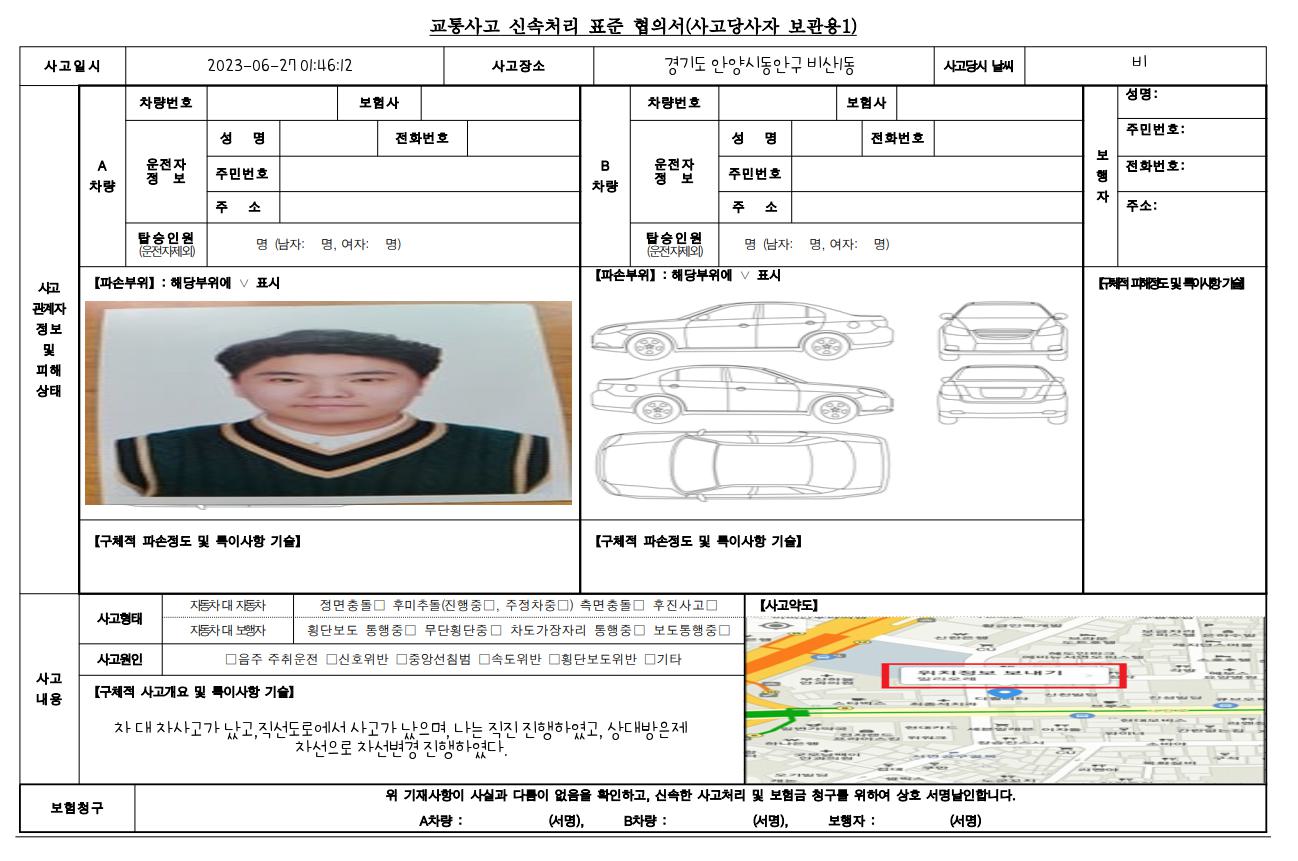 교통사고 신속처리 표준 협의서(사고당사자 보관용1)
사고일시 2023-06-27 01:46:12 사고장소 경기도 안양시동안구 비산동 사고당시 날씨 비
차량번호 보험사 차량번호 보험사 성명:
성 명 전화번호 성 명 전화번호 주민번호:
A 차량 운전자 정 보 주민번호 B 차량 운전자 정 보 주민번호 보행자 전화번호:
주 소 주 소 주소:
탑승인원 (운전자제외) 명 (남자: 명, 여자: 명) 탑승인원 (운전자제외) 명 (남자: 명, 여자: 명)
사고
관계자
정보
및
피해
상태
【파손부위】 : 해당부위에 ∨ 표시 【파손부위】 : 해당부위에 ∨ 표시 【구체적 피해정도 및 특이사항 기술】
【구체적 파손정도 및 특이사항 기술】 【구체적 파손정도 및 특이사항 기술】
사고
내용
사고형태 자동차 대 자동차 정면충돌□ 후미추돌(진행중□, 주정차중□) 측면충돌□ 후진사고□
자동차 대 보행자 횡단보도 통행중□ 무단횡단중□ 차도가장자리 통행중□ 보도통행중□
사고원인 □음주 주취운전 □신호위반 □중앙선침범 □속도위반 □횡단보도위반 □기타
【구체적 사고개요 및 특이사항 기술】
차 대 차사고가 났고,직선도로에서 사고가 났으며, 나는 직진 진행하였고, 상대방은제
차선으로 차선변경 진행하였다.
【사고약도】
신한은행
위치정보 보내기
스타벅스
CU
현대카드
하나은행
CU
보험청구 위 기재사항이 사실과 다름이 없음을 확인하고, 신속한 사고처리 및 보험금 청구를 위하여 상호 서명날인합니다.
A차량 : (서명), B차량 : (서명), 보행자 : (서명)